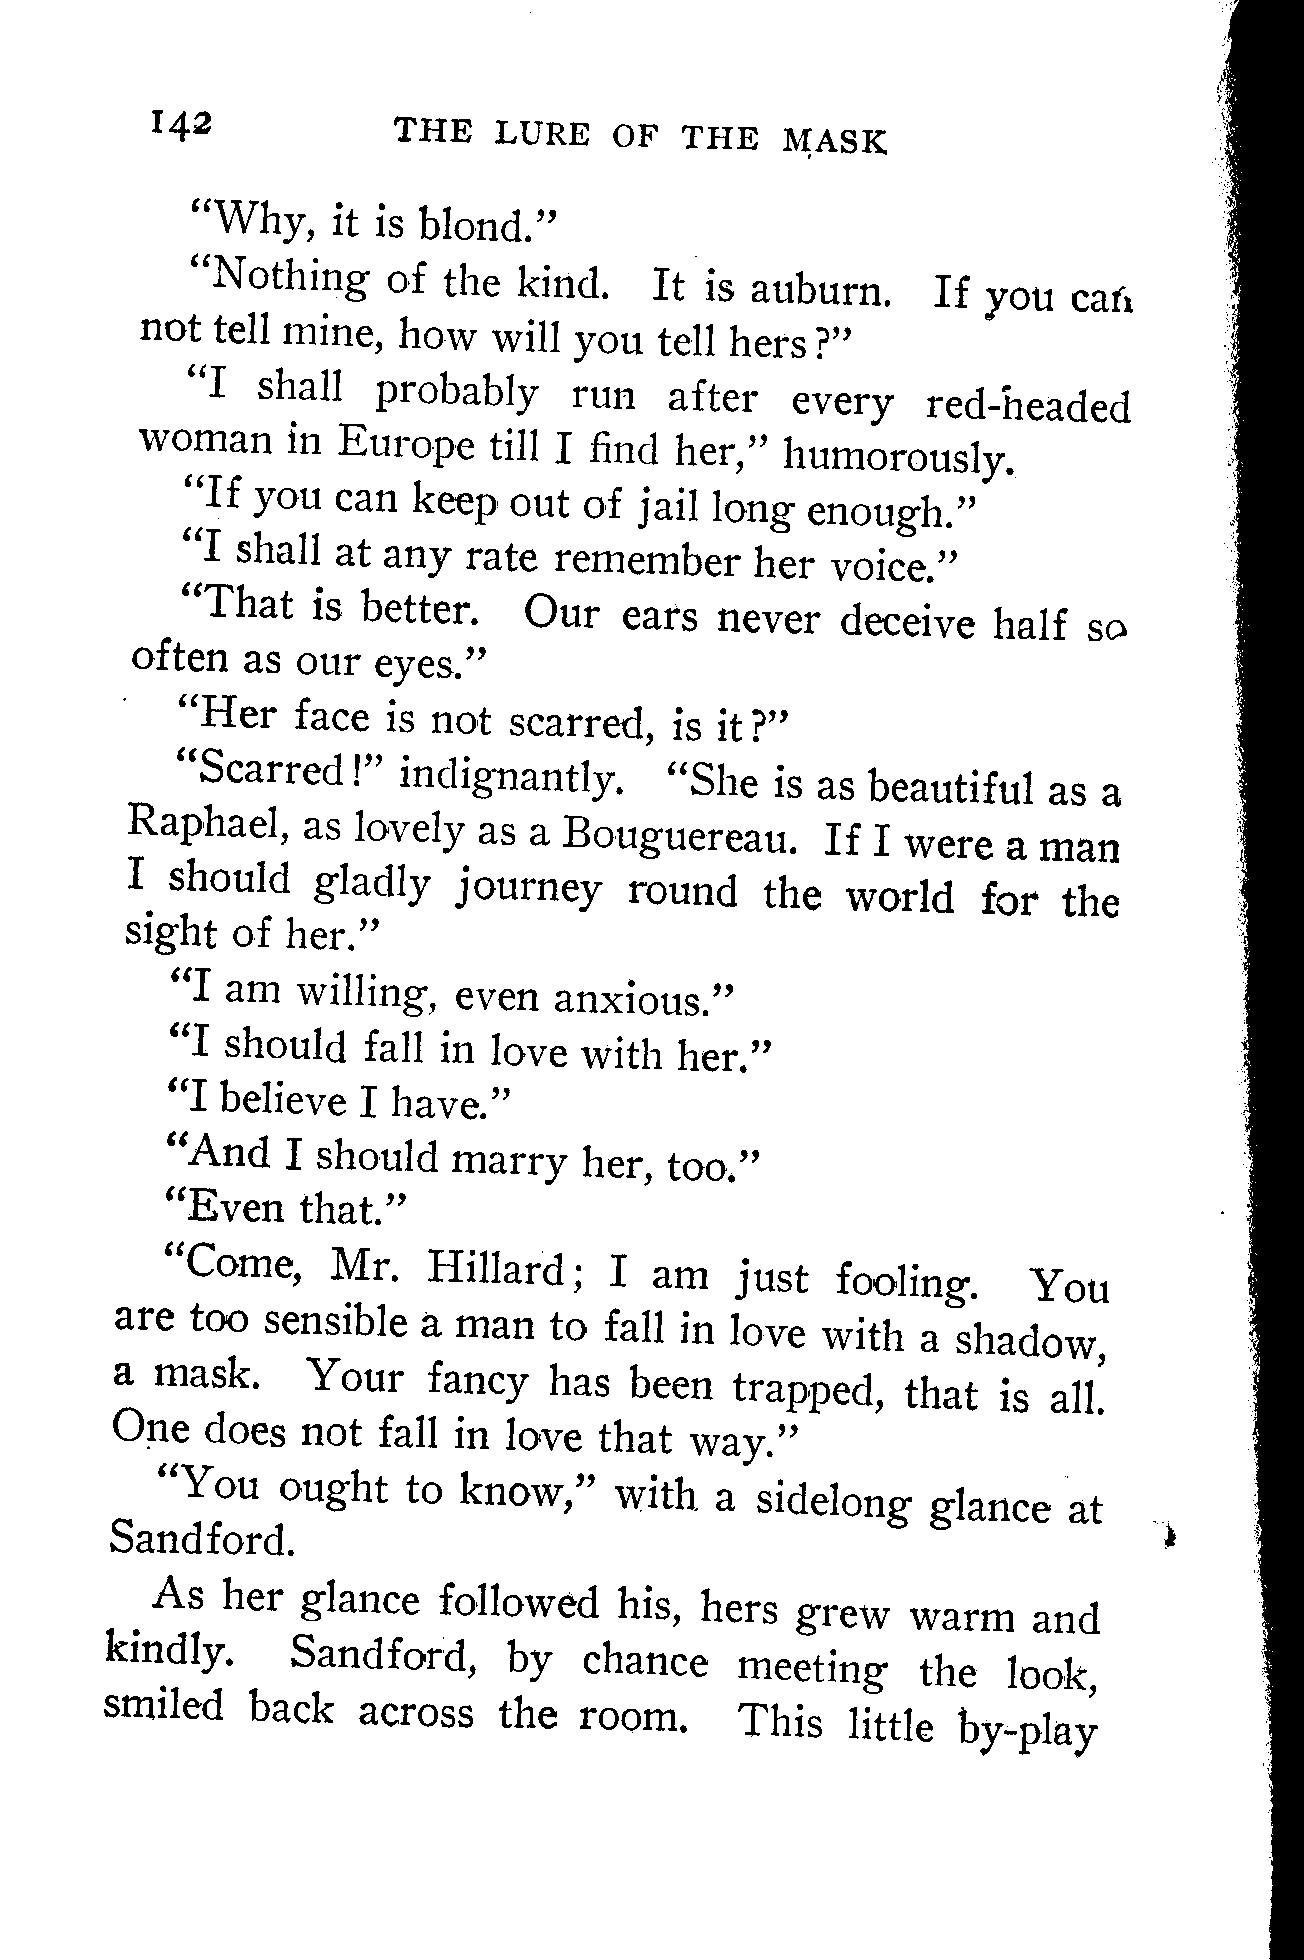 142 THE LURE OF THE MASK
“Why, it is blond.”
“Nothing of the kind. It is auburn. If you can
not tell mine, how will you tell hers?”
“I shall probably run after every red-headed
woman in Europe till I find her,” humorously.
“If you can keep out of jail long enough.”
“I shall at any rate remember her voice.”
“That is better. Our ears never deceive half so
often as our eyes.”
“Her face is not scarred, is it?”
“Scarred!” indignantly. “She is as beautiful as a
Raphael, as lovely as a Bouguereau. If I were a man
I should gladly journey round the world for the
sight of her.”
“I am willing, even anxious.”
“I should fall in love with her.”
“I believe I have.”
“And I should marry her, too.”
“Even that.”
“Come, Mr. Hillard; I am just fooling. You
are too sensible a man to fall in love with a shadow,
a mask. Your fancy has been trapped, that is all.
One does not fall in love that way.”
“You ought to know,” with a sidelong glance at
Sandford.
As her glance followed his, hers grew warm and
kindly. Sandford, by chance meeting the look,
smiled back across the room. This little by-play